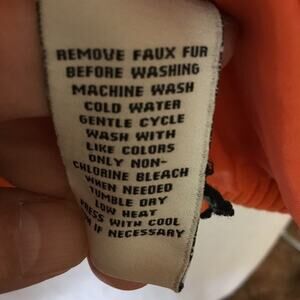 REMOVE FAUX FUR
BEFORE WASHING
MACHINE WASH
COLD WATER
GENTLE CYCLE
WASH WITH
LIKE COLORS
ONLY NON-
CHLORINE BLEACH
WHEN NEEDED
TUMBLE DRY
LOW HEAT
PRESS WITH COOL
IF NECESSARY